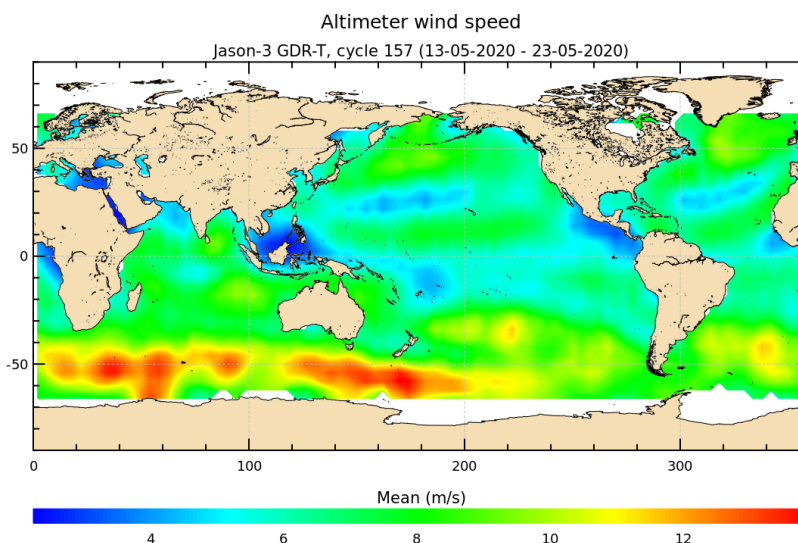 Altimeter wind speed
Jason-3 GDR-T, cycle 157 (13-05-2020 - 23-05-2020)
50
0
-50
0 100 200 300
Mean (m/s)
4 6 8 10 12